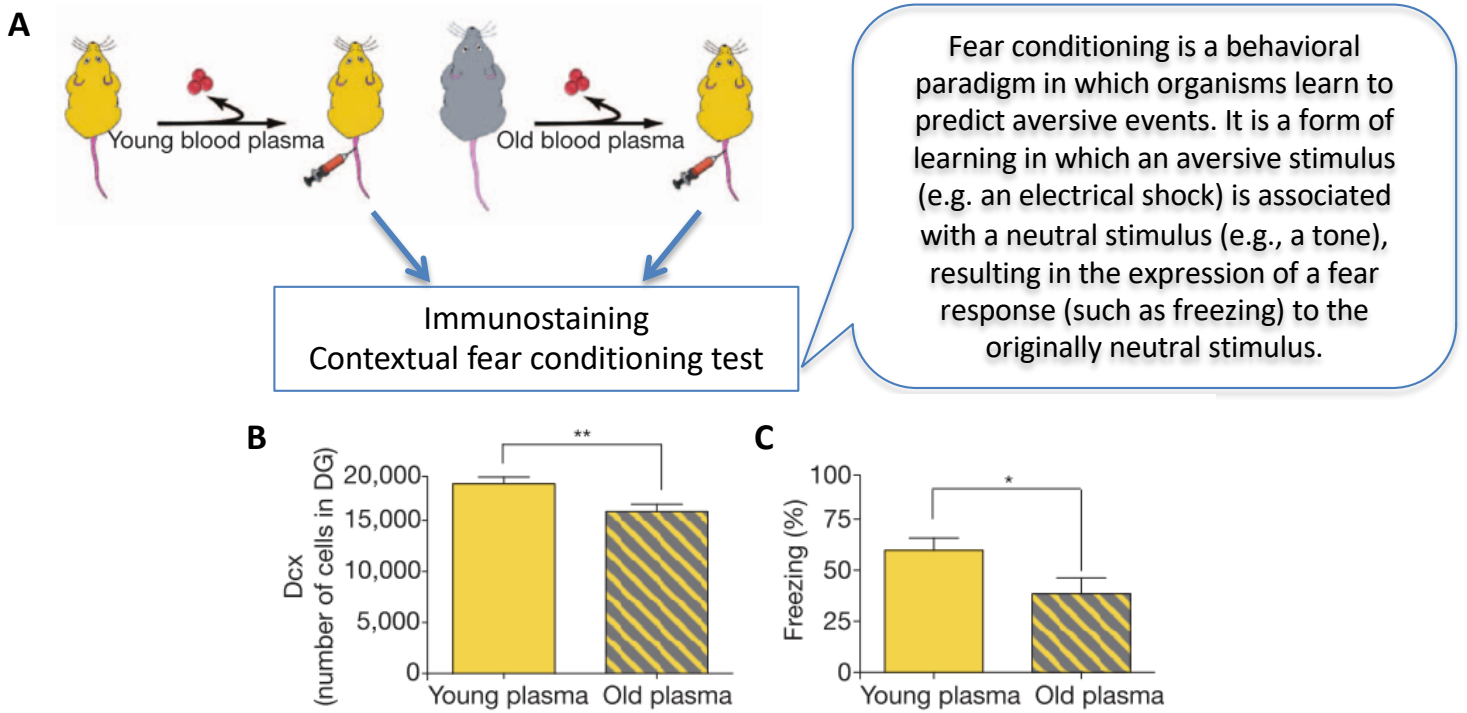 A
Young blood plasma
Old blood plasma
Immunostaining
Contextual fear conditioning test
Fear conditioning is a behavioral
paradigm in which organisms learn to
predict aversive events. It is a form of
learning in which an aversive stimulus
(e.g. an electrical shock) is associated
with a neutral stimulus (e.g., a tone),
resulting in the expression of a fear
response (such as freezing) to the
originally neutral stimulus.
B
**
Dcx
(number of cells in DG)
20,000
15,000
10,000
5,000
0
Young plasma
Old plasma
C
*
Freezing (%)
100
75
50
25
0
Young plasma
Old plasma